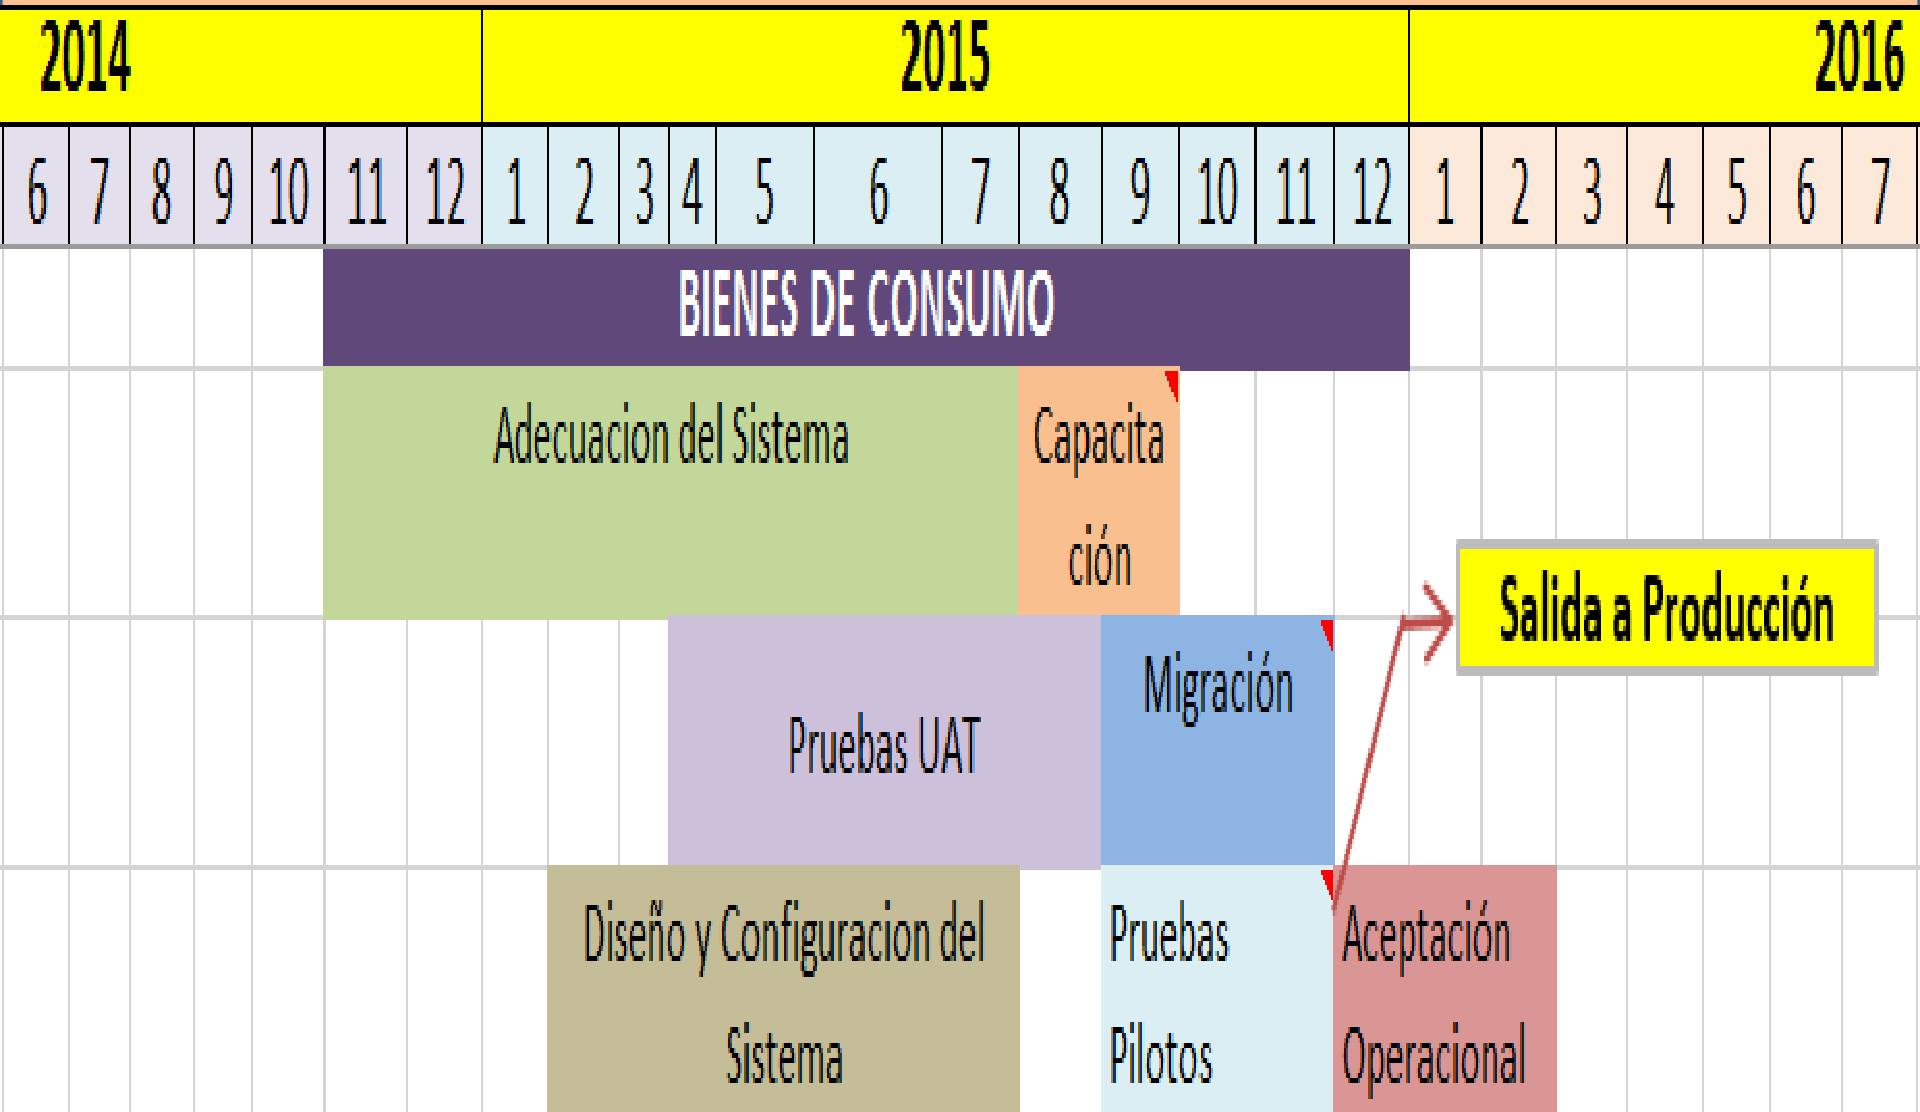 2014 2015 2016
6 7 8 9 10 11 12 1 2 3 4 5 6 7 8 9 10 11 12 1 2 3 4 5 6 7
BIENES DE CONSUMO
Adecuacion del Sistema
Capacita
ción
Salida a Producción
Pruebas UAT
Migración
Diseño y Configuracion del
Sistema
Pruebas
Pilotos
Aceptación
Operacional